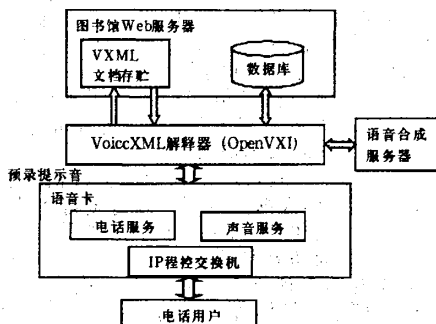 图书馆Web服务器
VXML
文档存贮
数据库
VoiccXML解释器（OpenVXI）
语音合成
服务器
预录提示音
语音卡
电话服务
声音服务
IP程控交换机
电话用户